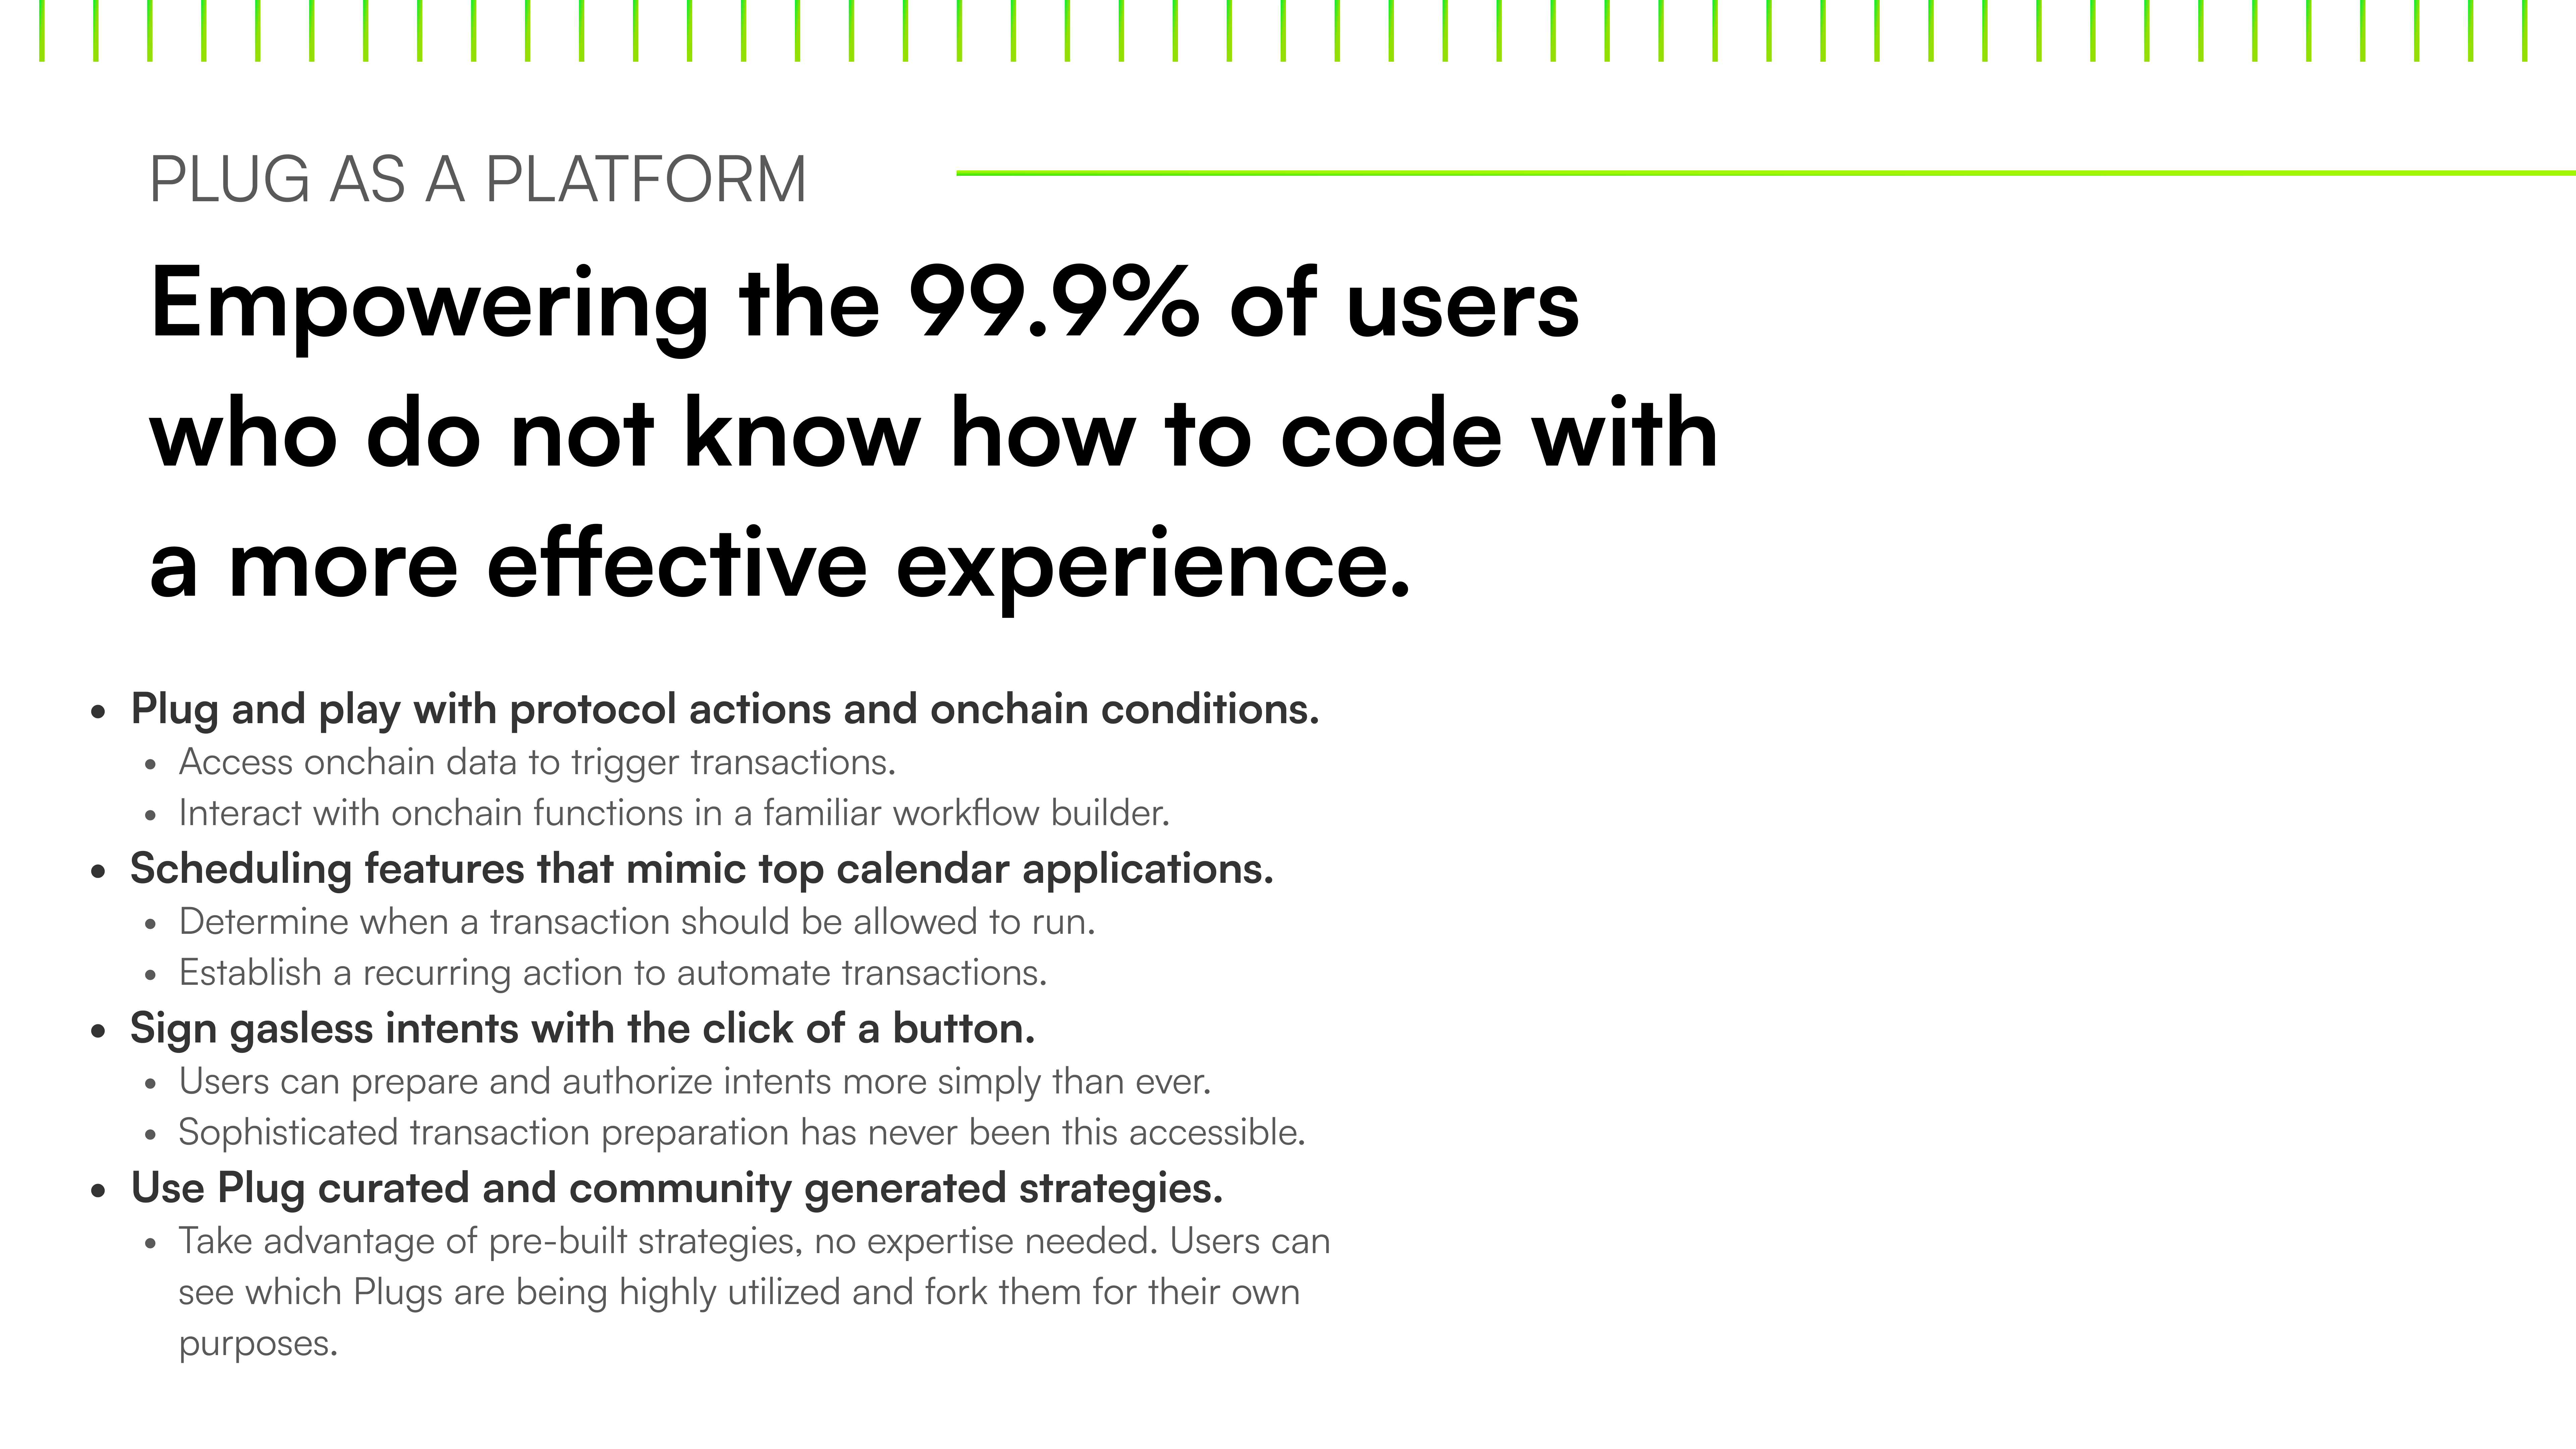 PLUG AS A PLATFORM
Empowering the 99.9% of users
who do not know how to code with
a more effective experience.
• Plug and play with protocol actions and onchain conditions.
• Access onchain data to trigger transactions.
• Interact with onchain functions in a familiar workflow builder.
• Scheduling features that mimic top calendar applications.
• Determine when a transaction should be allowed to run.
• Establish a recurring action to automate transactions.
• Sign gasless intents with the click of a button.
• Users can prepare and authorize intents more simply than ever.
• Sophisticated transaction preparation has never been this accessible.
• Use Plug curated and community generated strategies.
• Take advantage of pre-built strategies, no expertise needed. Users can
see which Plugs are being highly utilized and fork them for their own
purposes.